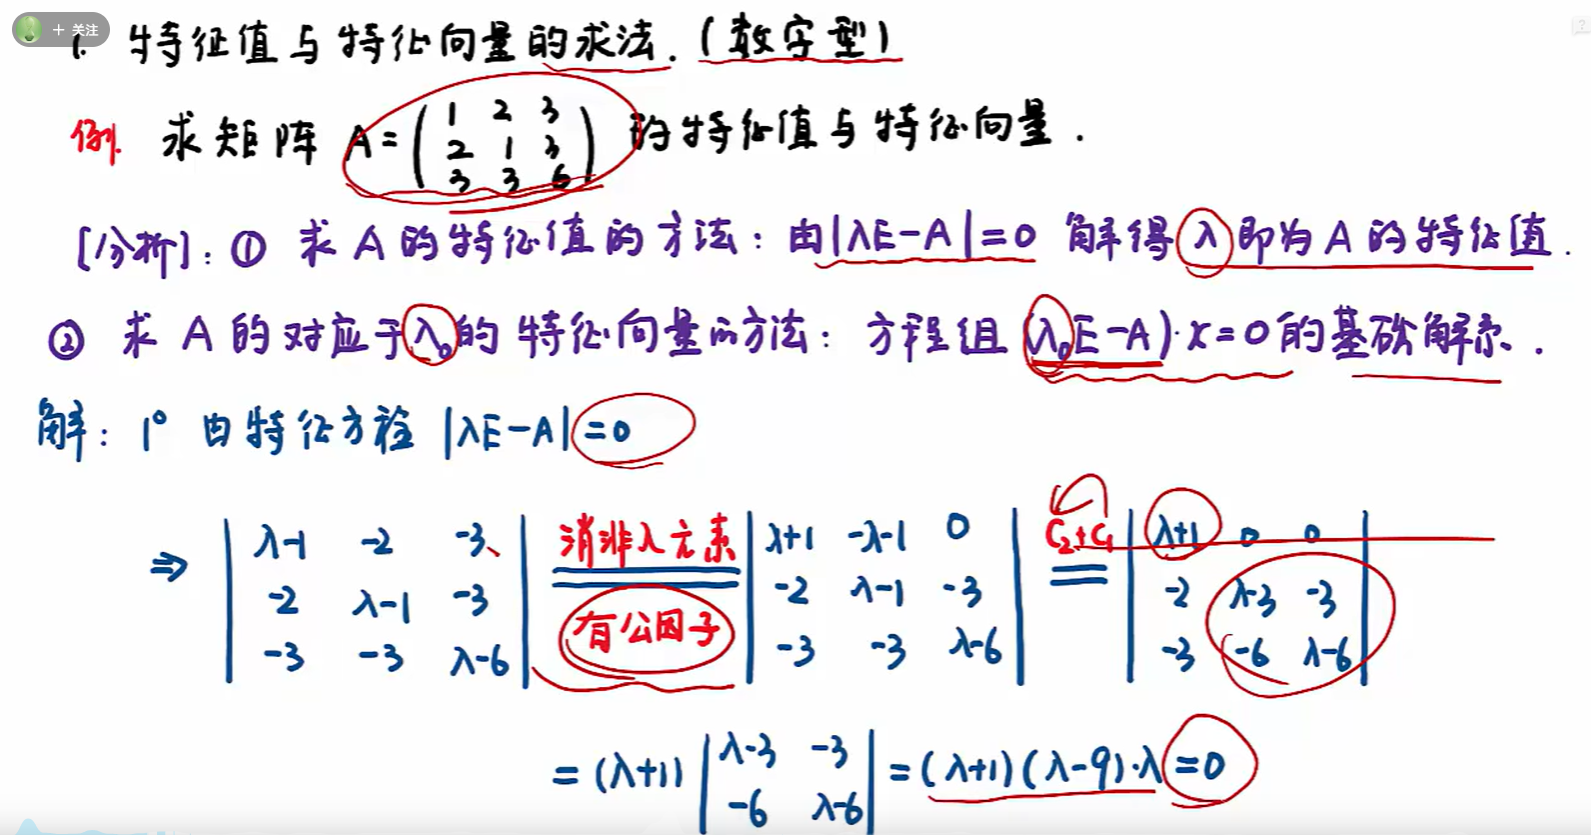 + 关注
1. 特征值与特征向量的求法.(数字型)
例. 求矩阵 A=(1 2 3
2 1 3
3 3 6) 的特征值与特征向量.
[分析]:① 求 A 的特征值的方法:由|λE-A|=0 解得 λ 即为 A 的特征值.
② 求 A 的对应于λ₀的特征向量的方法:方程组 (λ₀E-A)·x=0 的基础解系.
解:1° 由特征方程 |λE-A|=0
⇒ |λ-1 -2 -3| 消非λ元素 |λ+1 -λ-1 0| C₂+C₁ |λ+1 0 0|
|-2 λ-1 -3| |-2 λ-1 -3| |-2 λ-3 -3|
|-3 -3 λ-6| 有公因子 |-3 -3 λ-6| |-3 -6 λ-6|
=(λ+1) |λ-3 -3| =(λ+1)(λ-9)·λ=0
|-6 λ-6|